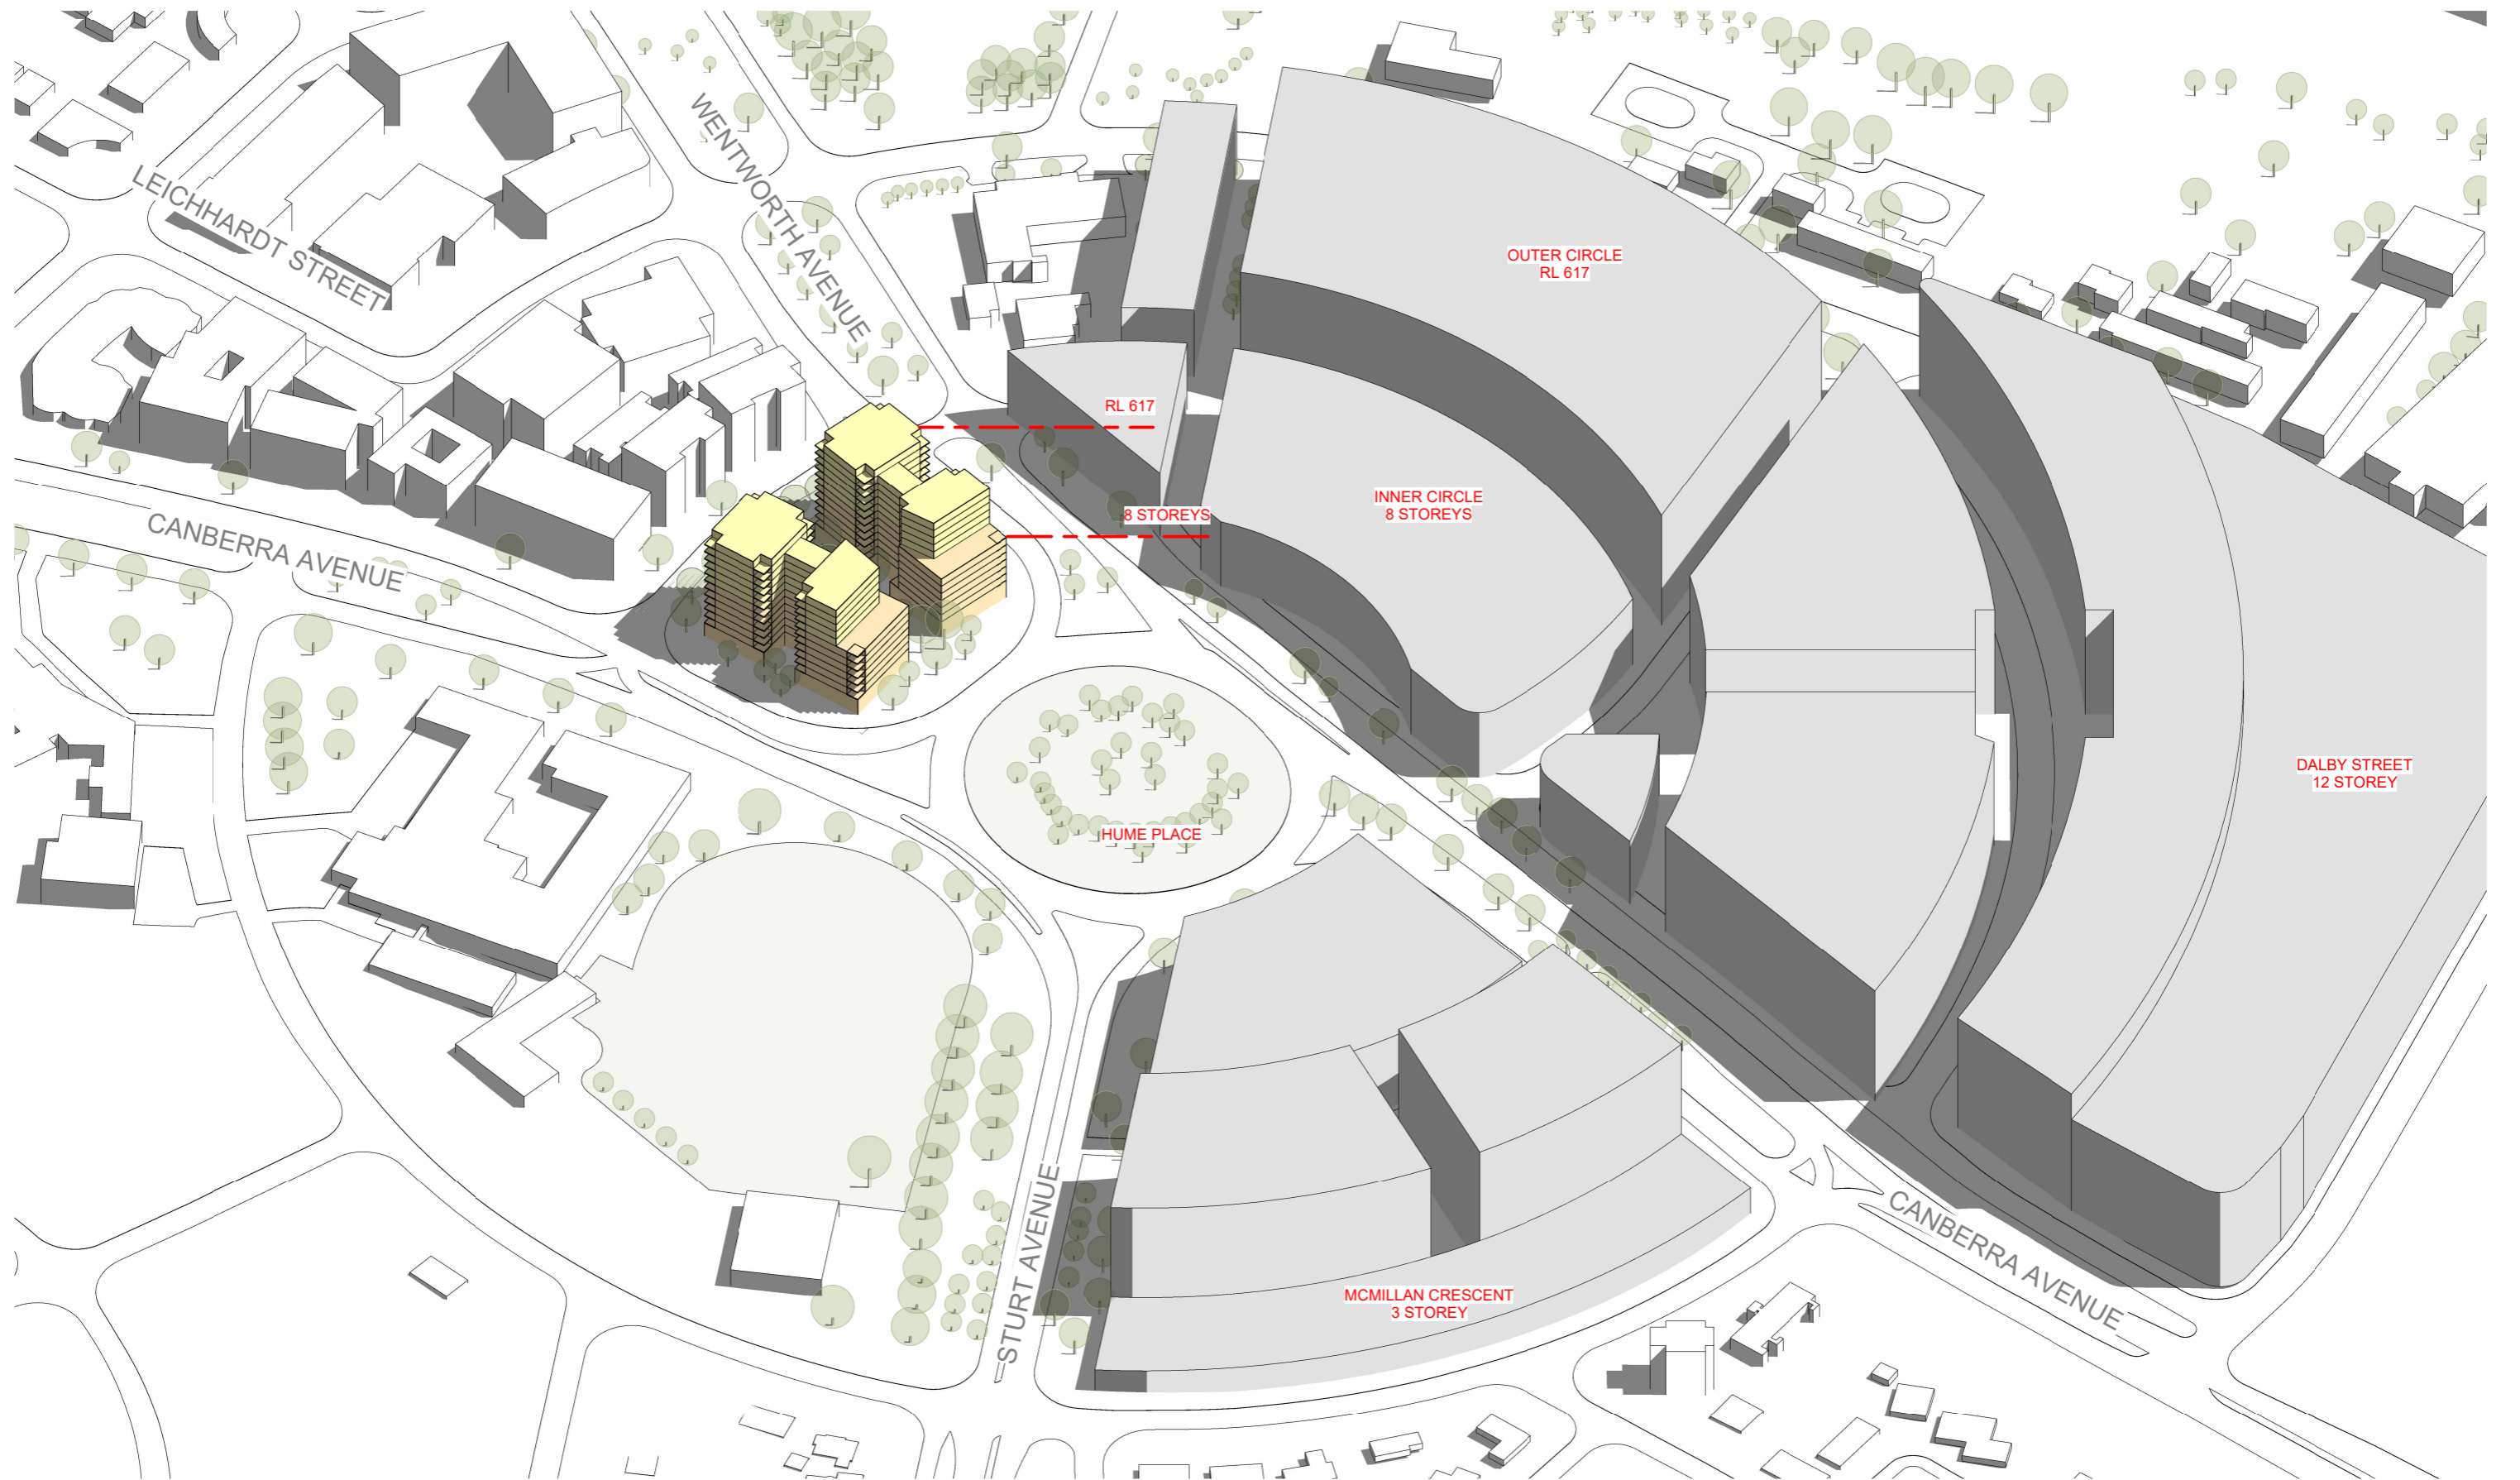 WENTWORTH AVENUE
LEICHHARDT STREET
OUTER CIRCLE
RL 617
RL 617
INNER CIRCLE
8 STOREYS
8 STOREYS
CANBERRA AVENUE
DALBY STREET
12 STOREY
HUME PLACE
STURT AVENUE
CANBERRA AVENUE
MCMILLAN CRESCENT
3 STOREY